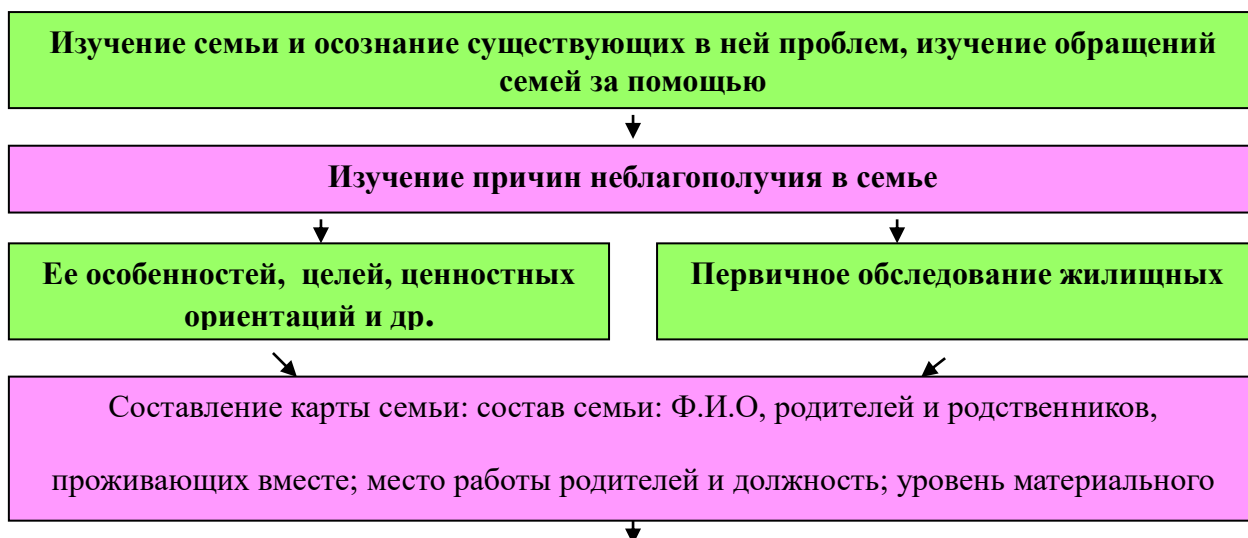 Изучение семьи и осознание существующих в ней проблем, изучение обращений
семей за помощью
Изучение причин неблагополучия в семье
Ее особенностей, целей, ценностных
ориентаций и др.
Первичное обследование жилищных
Составление карты семьи: состав семьи: Ф.И.О, родителей и родственников,
проживающих вместе; место работы родителей и должность; уровень материального